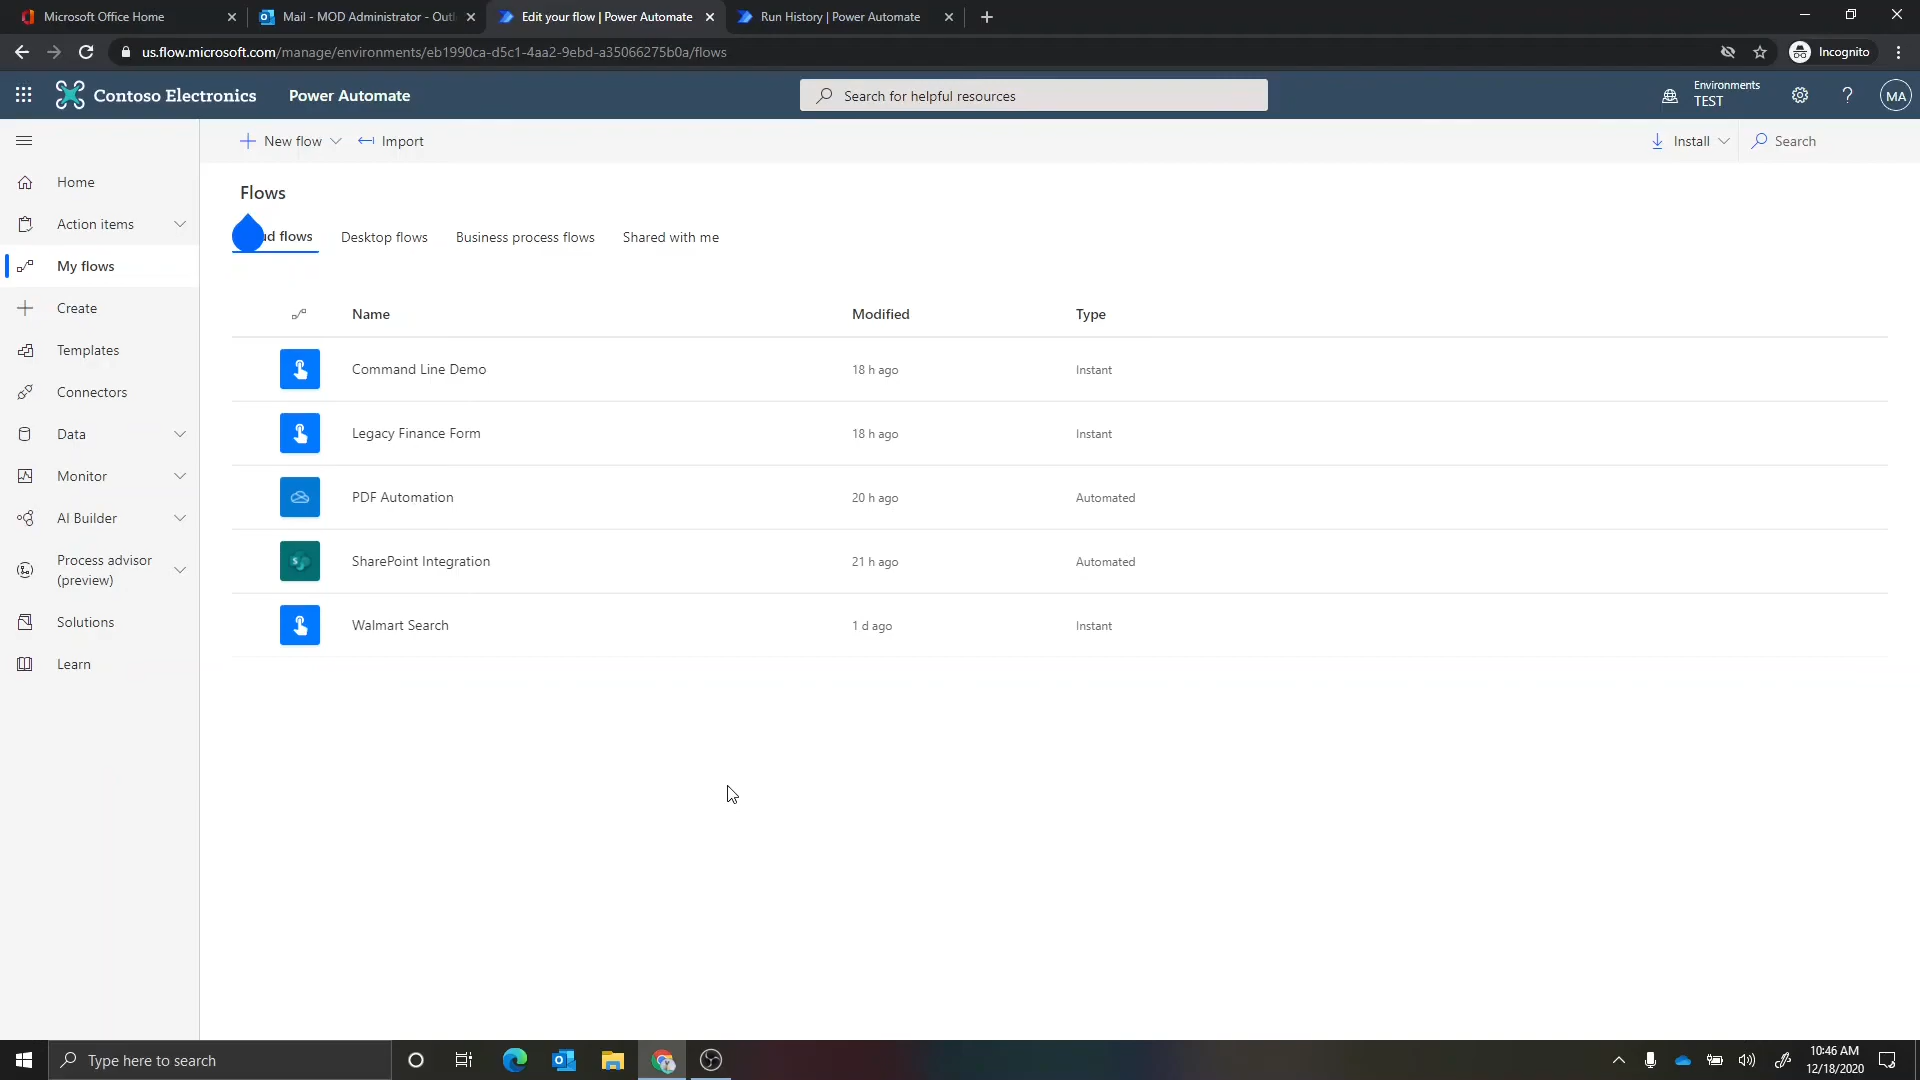 Microsoft Office Home
Mail - MOD Administrator - Outl
Edit your flow | Power Automate
Run History | Power Automate
us.flow.microsoft.com/manage/environments/eb1990ca-d5c1-4aa2-9ebd-a35066275b0a/flows
Incognito
Contoso Electronics
Power Automate
Search for helpful resources
Environments
TEST
?
MA
New flow
Import
Install
Search
Home
Action items
My flows
Create
Templates
Connectors
Data
Monitor
AI Builder
Process advisor
(preview)
Solutions
Learn
Flows
ud flows
Desktop flows
Business process flows
Shared with me
Name Modified Type
Command Line Demo 18 h ago Instant
Legacy Finance Form 18 h ago Instant
PDF Automation 20 h ago Automated
SharePoint Integration 21 h ago Automated
Walmart Search 1 d ago Instant
Type here to search
10:46 AM
12/18/2020